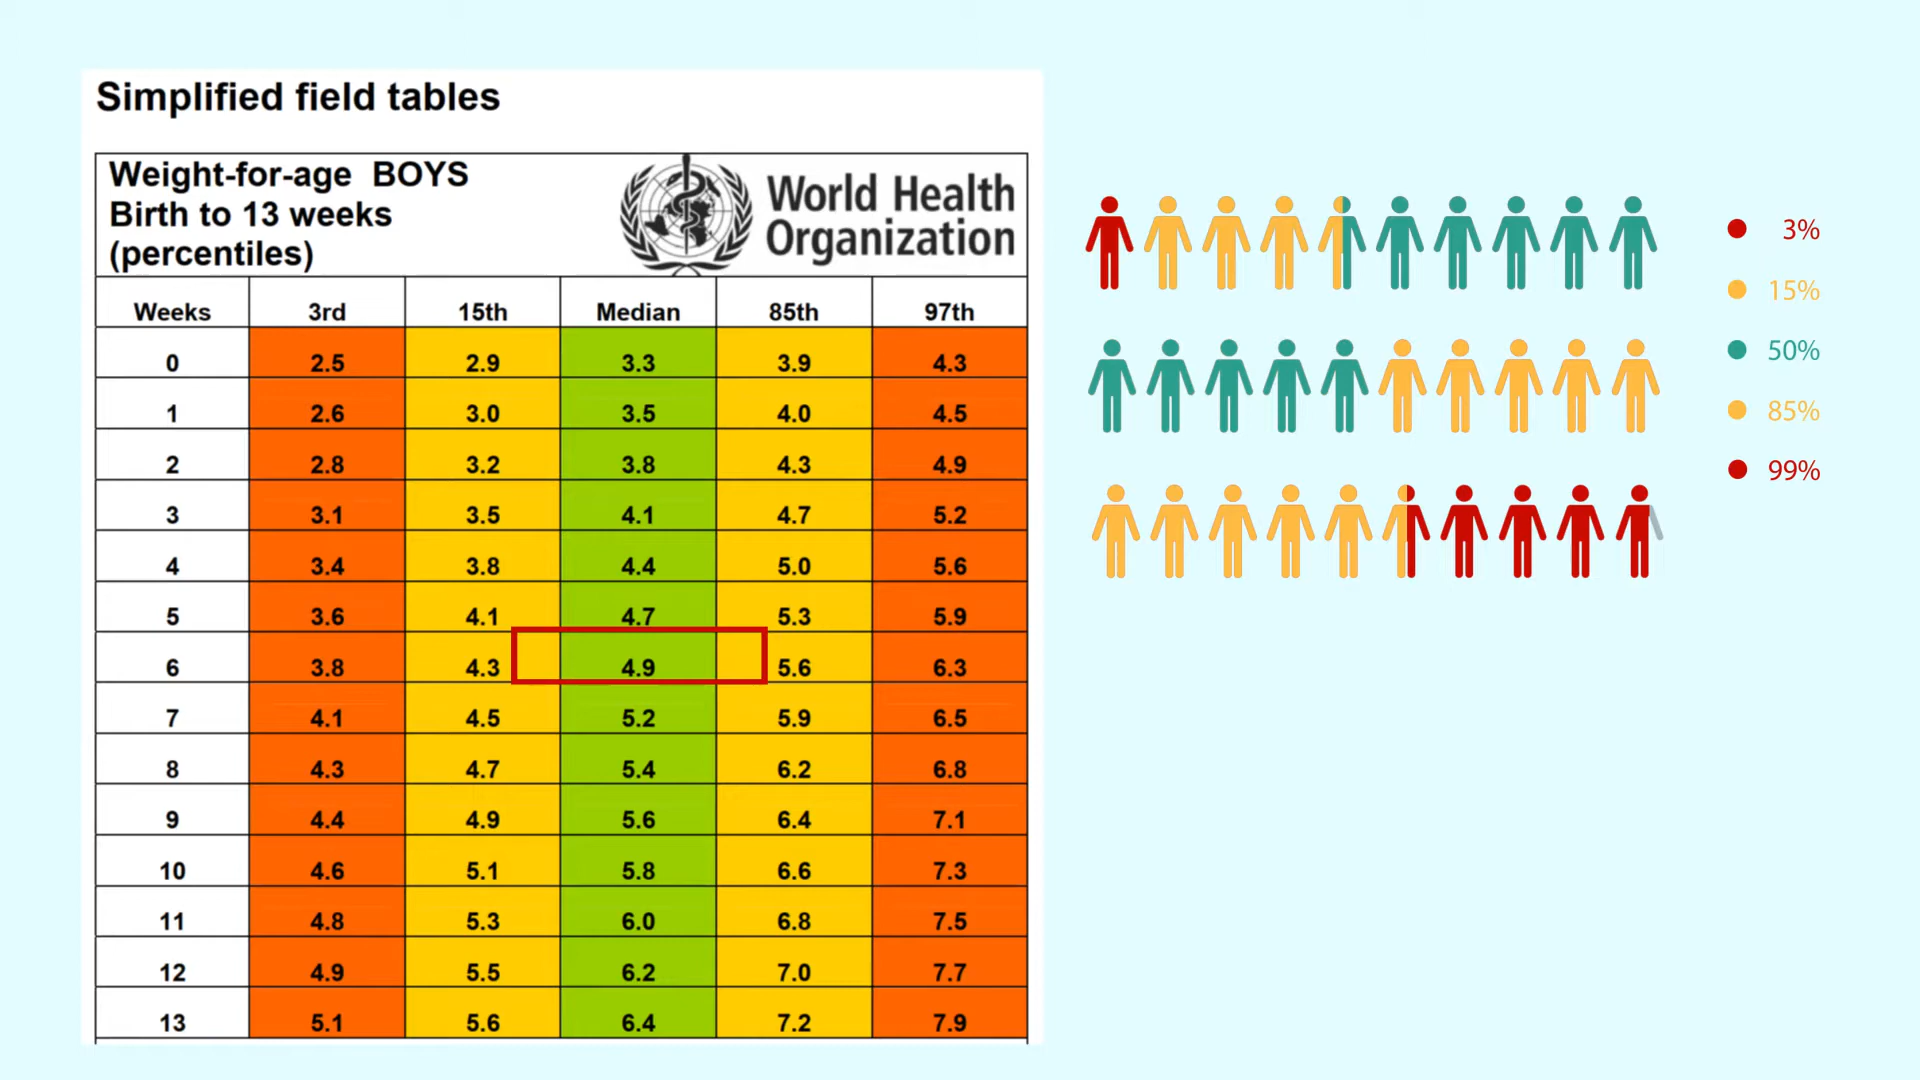 Simplified field tables
Weight-for-age BOYS
Birth to 13 weeks
(percentiles)
World Health
Organization
Weeks 3rd 15th Median 85th 97th
0 2.5 2.9 3.3 3.9 4.3
1 2.6 3.0 3.5 4.0 4.5
2 2.8 3.2 3.8 4.3 4.9
3 3.1 3.5 4.1 4.7 5.2
4 3.4 3.8 4.4 5.0 5.6
5 3.6 4.1 4.7 5.3 5.9
6 3.8 4.3 4.9 5.6 6.3
7 4.1 4.5 5.2 5.9 6.5
8 4.3 4.7 5.4 6.2 6.8
9 4.4 4.9 5.6 6.4 7.1
10 4.6 5.1 5.8 6.6 7.3
11 4.8 5.3 6.0 6.8 7.5
12 4.9 5.5 6.2 7.0 7.7
13 5.1 5.6 6.4 7.2 7.9
3%
15%
50%
85%
99%